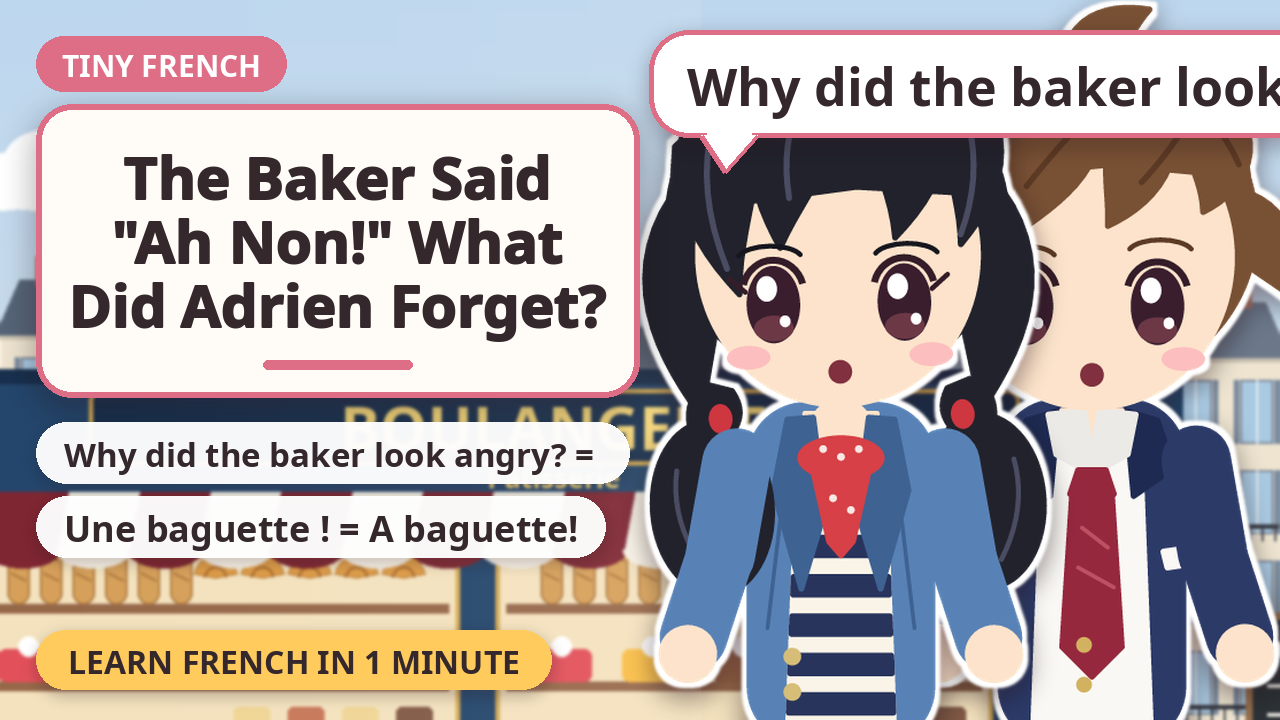 TINY FRENCH
Why did the baker look
The Baker Said
"Ah Non!" What
Did Adrien Forget?
Why did the baker look angry? =
Une baguette ! = A baguette!
LEARN FRENCH IN 1 MINUTE